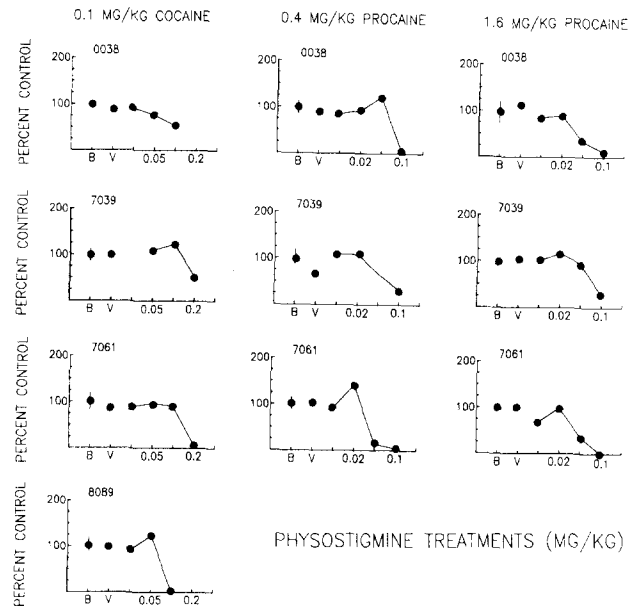 0.1 MG/KG COCAINE
0.4 MG/KG PROCAINE
1.6 MG/KG PROCAINE
PERCENT CONTROL
0038
200
100
B V 0.05 0.2
0038
200
100
B V 0.02 0.1
0038
200
100
B V 0.02 0.1
PERCENT CONTROL
7039
200
100
B V 0.05 0.2
7039
200
100
B V 0.02 0.1
7039
200
100
B V 0.02 0.1
PERCENT CONTROL
7061
200
100
B V 0.05 0.2
7061
200
100
B V 0.02 0.1
7061
200
100
B V 0.02 0.1
PERCENT CONTROL
8089
200
100
B V 0.05 0.2
PHYSOSTIGMINE TREATMENTS (MG/KG)